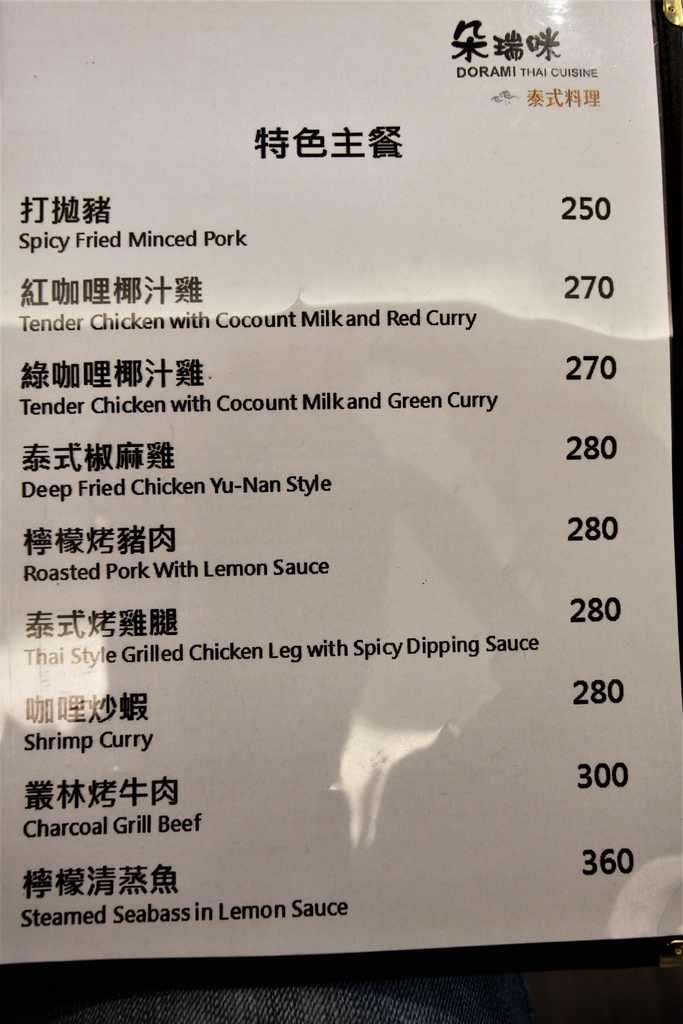 朵瑞咪
DORAMI THAI CUISINE
泰式料理
特色主餐
打拋豬 250
Spicy Fried Minced Pork
紅咖哩椰汁雞 270
Tender Chicken with Cocount Milk and Red Curry
綠咖哩椰汁雞 270
Tender Chicken with Cocount Milk and Green Curry
泰式椒麻雞 280
Deep Fried Chicken Yu-Nan Style
檸檬烤豬肉 280
Roasted Pork With Lemon Sauce
泰式烤雞腿 280
Thai Style Grilled Chicken Leg with Spicy Dipping Sauce
咖哩炒蝦 280
Shrimp Curry
叢林烤牛肉 300
Charcoal Grill Beef
檸檬清蒸魚 360
Steamed Seabass in Lemon Sauce